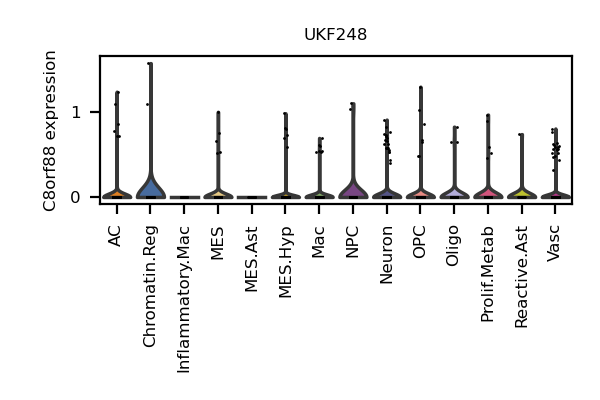 UKF248
C8orf88 expression
1
0
AC
Chromatin.Reg
Inflammatory.Mac
MES
MES.Ast
MES.Hyp
Mac
NPC
Neuron
OPC
Oligo
Prolif.Metab
Reactive.Ast
Vasc